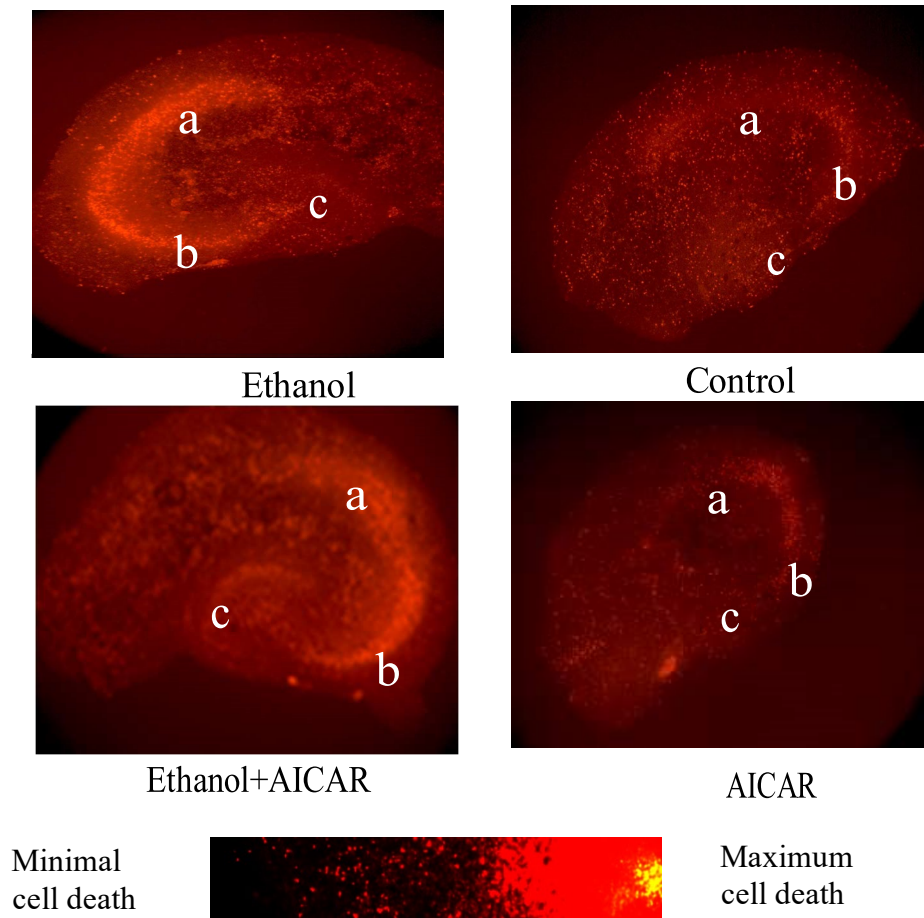 a
b
c
Ethanol
a
b
c
Control
a
b
c
Ethanol+AICAR
a
b
c
AICAR
Minimal
cell death
Maximum
cell death